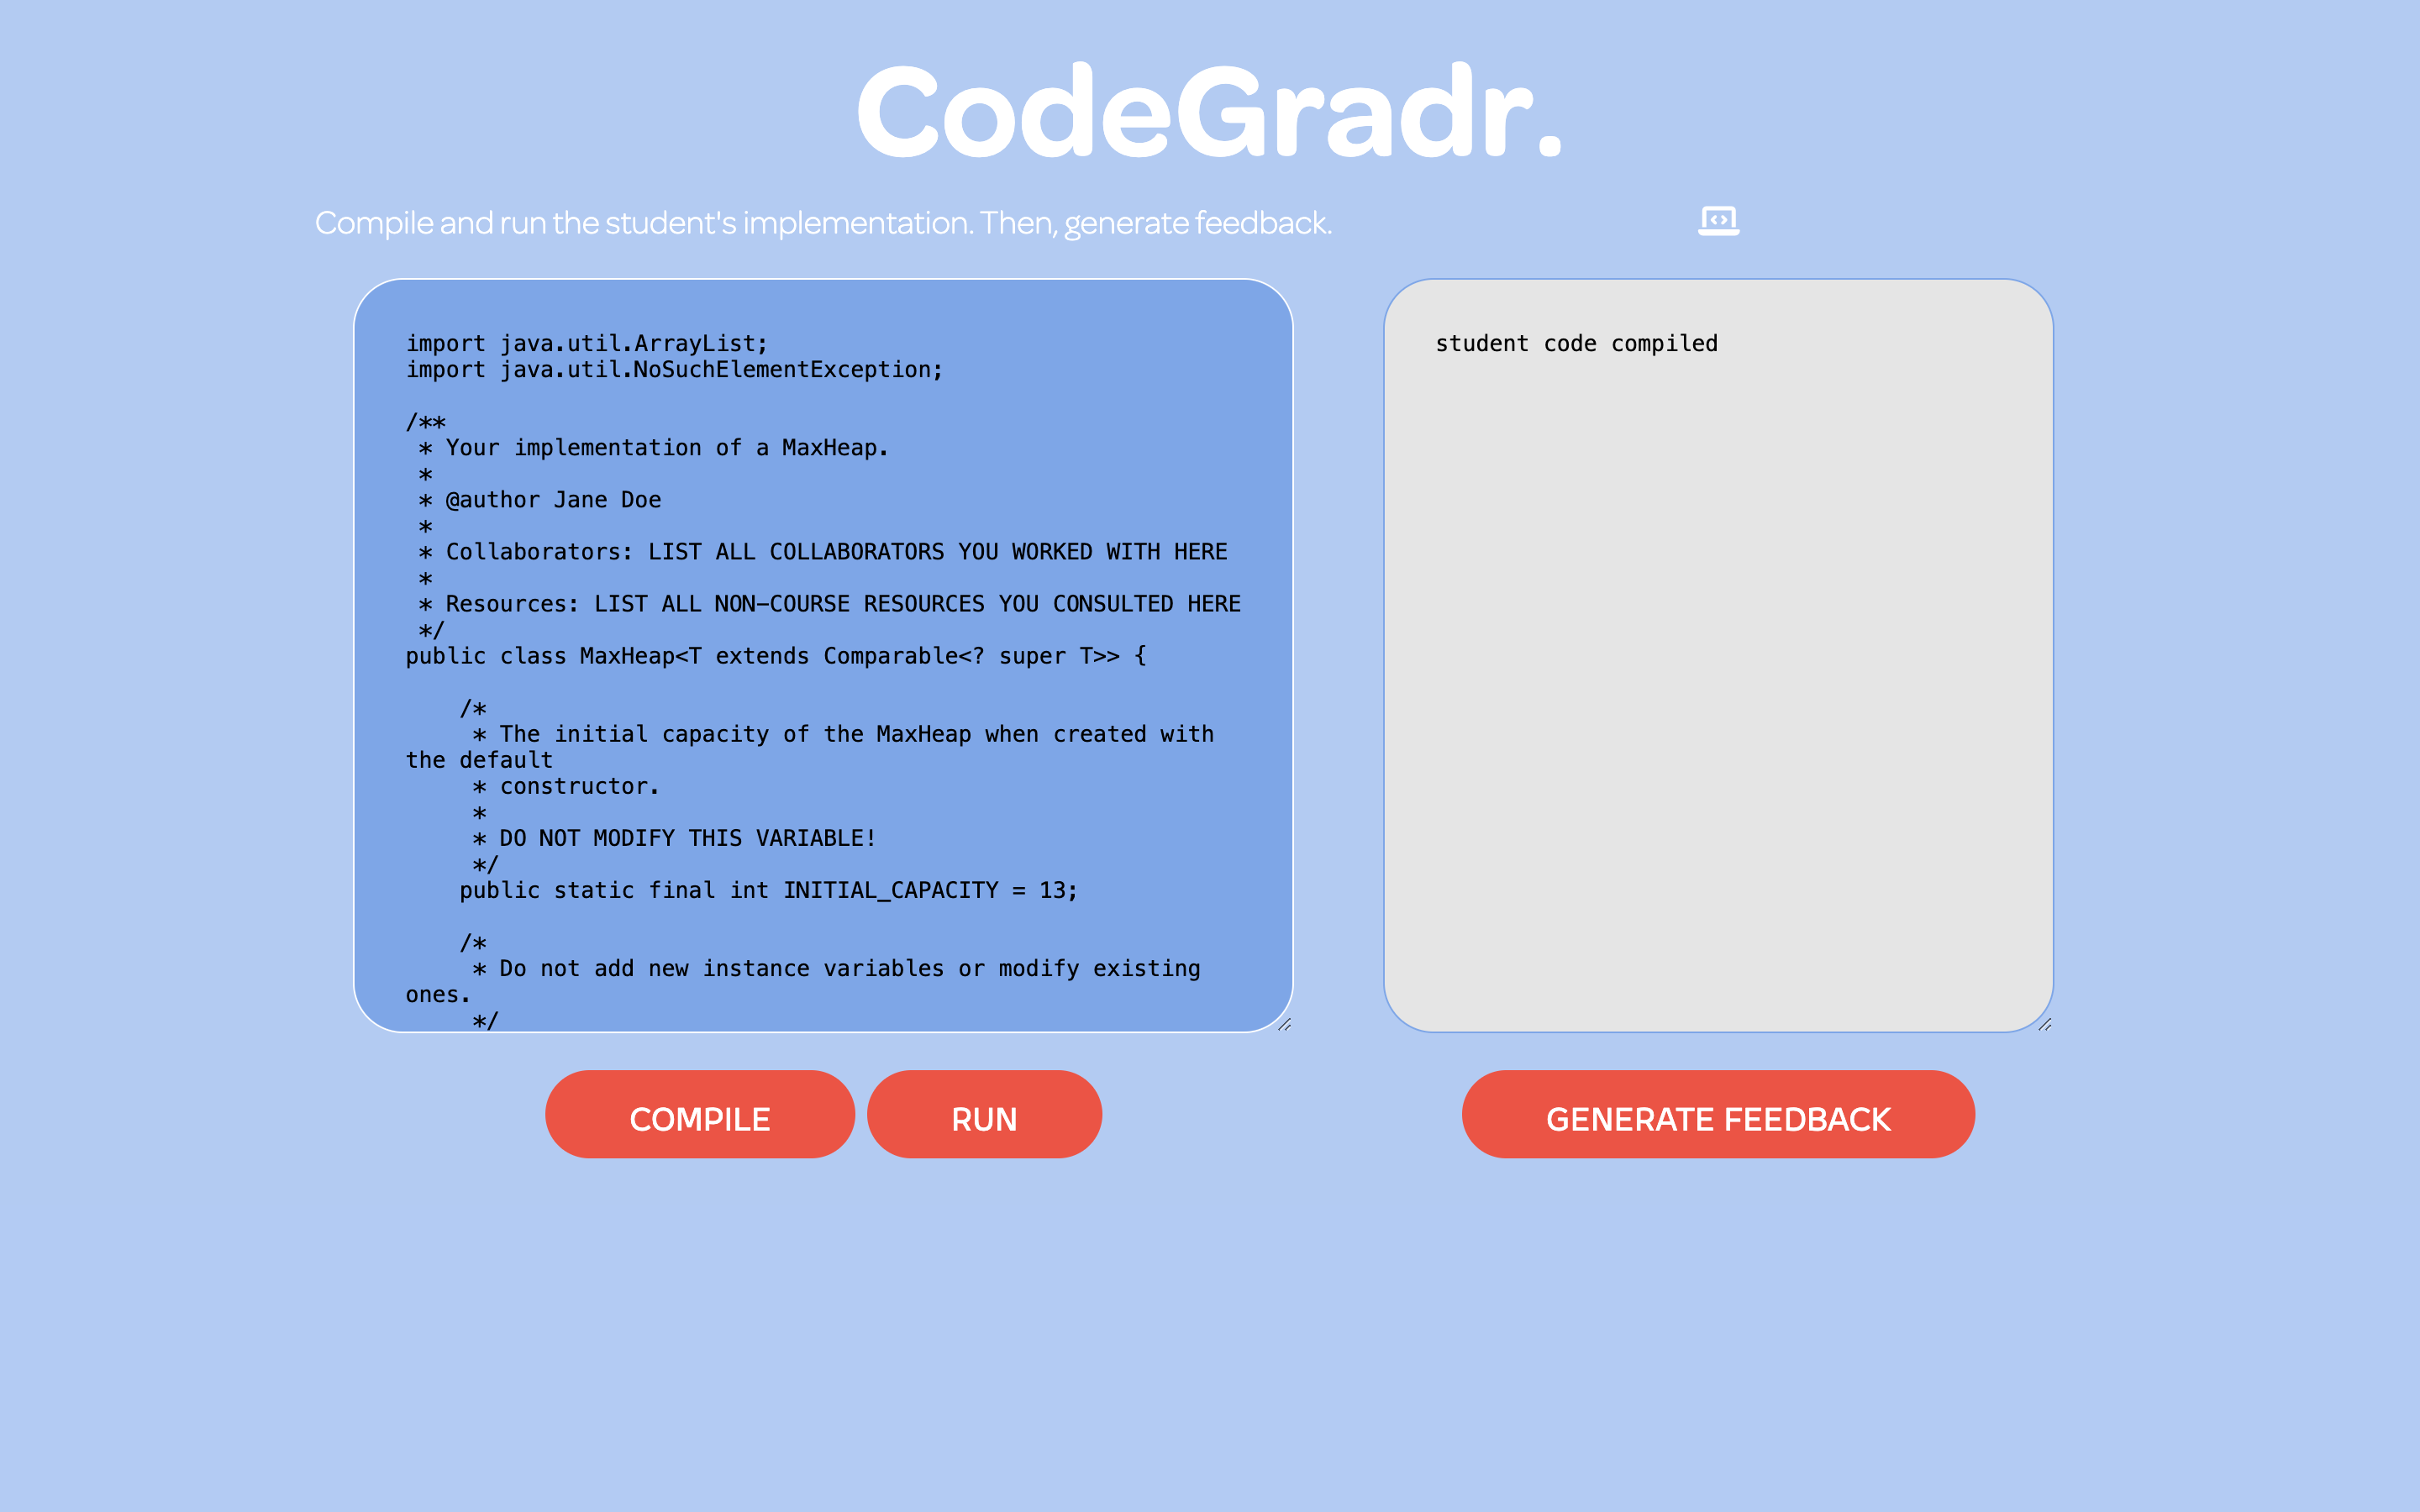 CodeGradr.
Compile and run the student's implementation. Then, generate feedback.
import java.util.ArrayList;
import java.util.NoSuchElementException;

/**
 * Your implementation of a MaxHeap.
 *
 * @author Jane Doe
 *
 * Collaborators: LIST ALL COLLABORATORS YOU WORKED WITH HERE
 *
 * Resources: LIST ALL NON-COURSE RESOURCES YOU CONSULTED HERE
 */
public class MaxHeap<T extends Comparable<? super T>> {

    /*
     * The initial capacity of the MaxHeap when created with
the default
     * constructor.
     *
     * DO NOT MODIFY THIS VARIABLE!
     */
    public static final int INITIAL_CAPACITY = 13;

    /*
     * Do not add new instance variables or modify existing
ones.
     */
student code compiled
COMPILE
RUN
GENERATE FEEDBACK